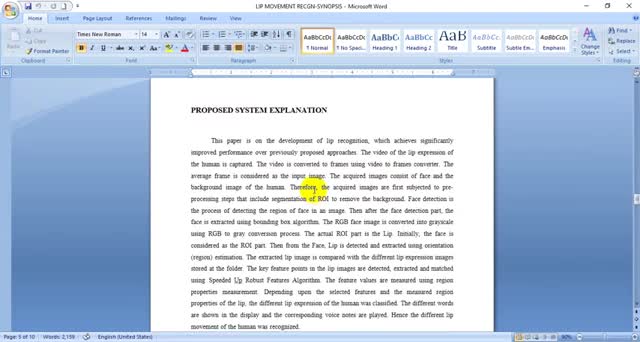 LIP MOVEMENT RECGN-SYNOPSIS - Microsoft Word
Home Insert Page Layout References Mailings Review View
Cut
Copy
Format Painter
Paste
Clipboard
Times New Roman 14
Font
Paragraph
AaBbCcDc AaBbCcDc AaBbCc AaBbCc AaB AaBbCc. AaBbCcDc AaBbCcDc
¶ Normal ¶ No Spaci... Heading 1 Heading 2 Title Subtitle Subtle Em... Emphasis
Change Styles
Styles
Find
Replace
Select
Editing
PROPOSED SYSTEM EXPLANATION
This paper is on the development of lip recognition, which achieves significantly
improved performance over previously proposed approaches. The video of the lip expression of
the human is captured. The video is converted to frames using video to frames converter. The
average frame is considered as the input image. The acquired images consist of face and the
background image of the human. Therefore, the acquired images are first subjected to pre-
processing steps that include segmentation of ROI to remove the background. Face detection is
the process of detecting the region of face in an image. Then after the face detection part, the
face is extracted using bounding box algorithm. The RGB face image is converted into grayscale
using RGB to gray conversion process. The actual ROI part is the Lip. Initially, the face is
considered as the ROI part. Then from the Face, Lip is detected and extracted using orientation
(region) estimation. The extracted lip image is compared with the different lip expression images
stored at the folder. The key feature points in the lip images are detected, extracted and matched
using Speeded Up Robust Features Algorithm. The feature values are measured using region
properties measurement. Depending upon the selected features and the measured region
properties of the lip, the different lip expression of the human was classified. The different words
are shown in the display and the corresponding voice notes are played. Hence the different lip
movement of the human was recognized.
Page: 5 of 10 Words: 2,159 English (United States) 90%